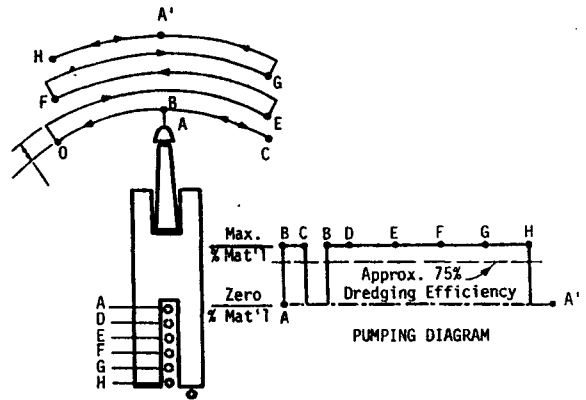 A'
H
G
F
B
A
E
O
C
Max.
% Mat'l
B C B D E F G H
Approx. 75%
Dredging Efficiency
Zero
% Mat'l
A
A'
PUMPING DIAGRAM
A
D
E
F
G
H